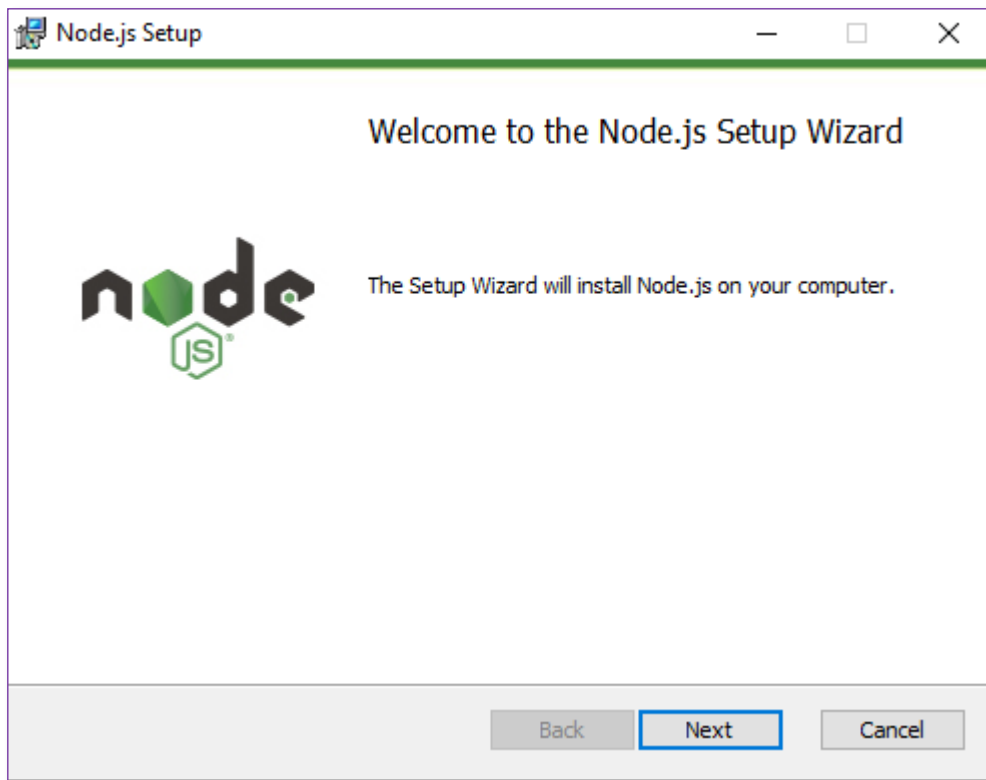 Node.js Setup
Welcome to the Node.js Setup Wizard
node
JS®
The Setup Wizard will install Node.js on your computer.
Back Next Cancel